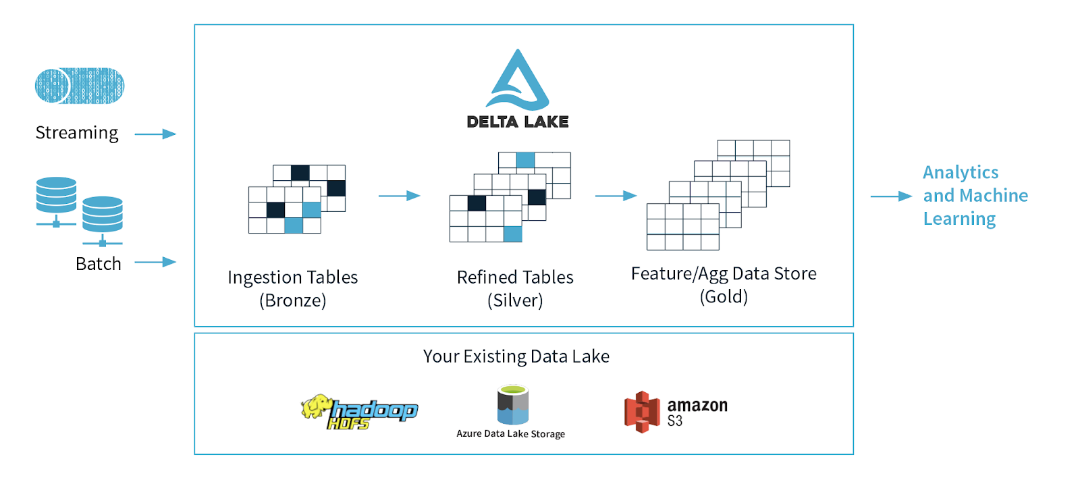 DELTA LAKE
Streaming
Batch
Ingestion Tables
(Bronze)
Refined Tables
(Silver)
Feature/Agg Data Store
(Gold)
Analytics
and Machine
Learning
Your Existing Data Lake
hadoop
HDFS
Azure Data Lake Storage
amazon
S3